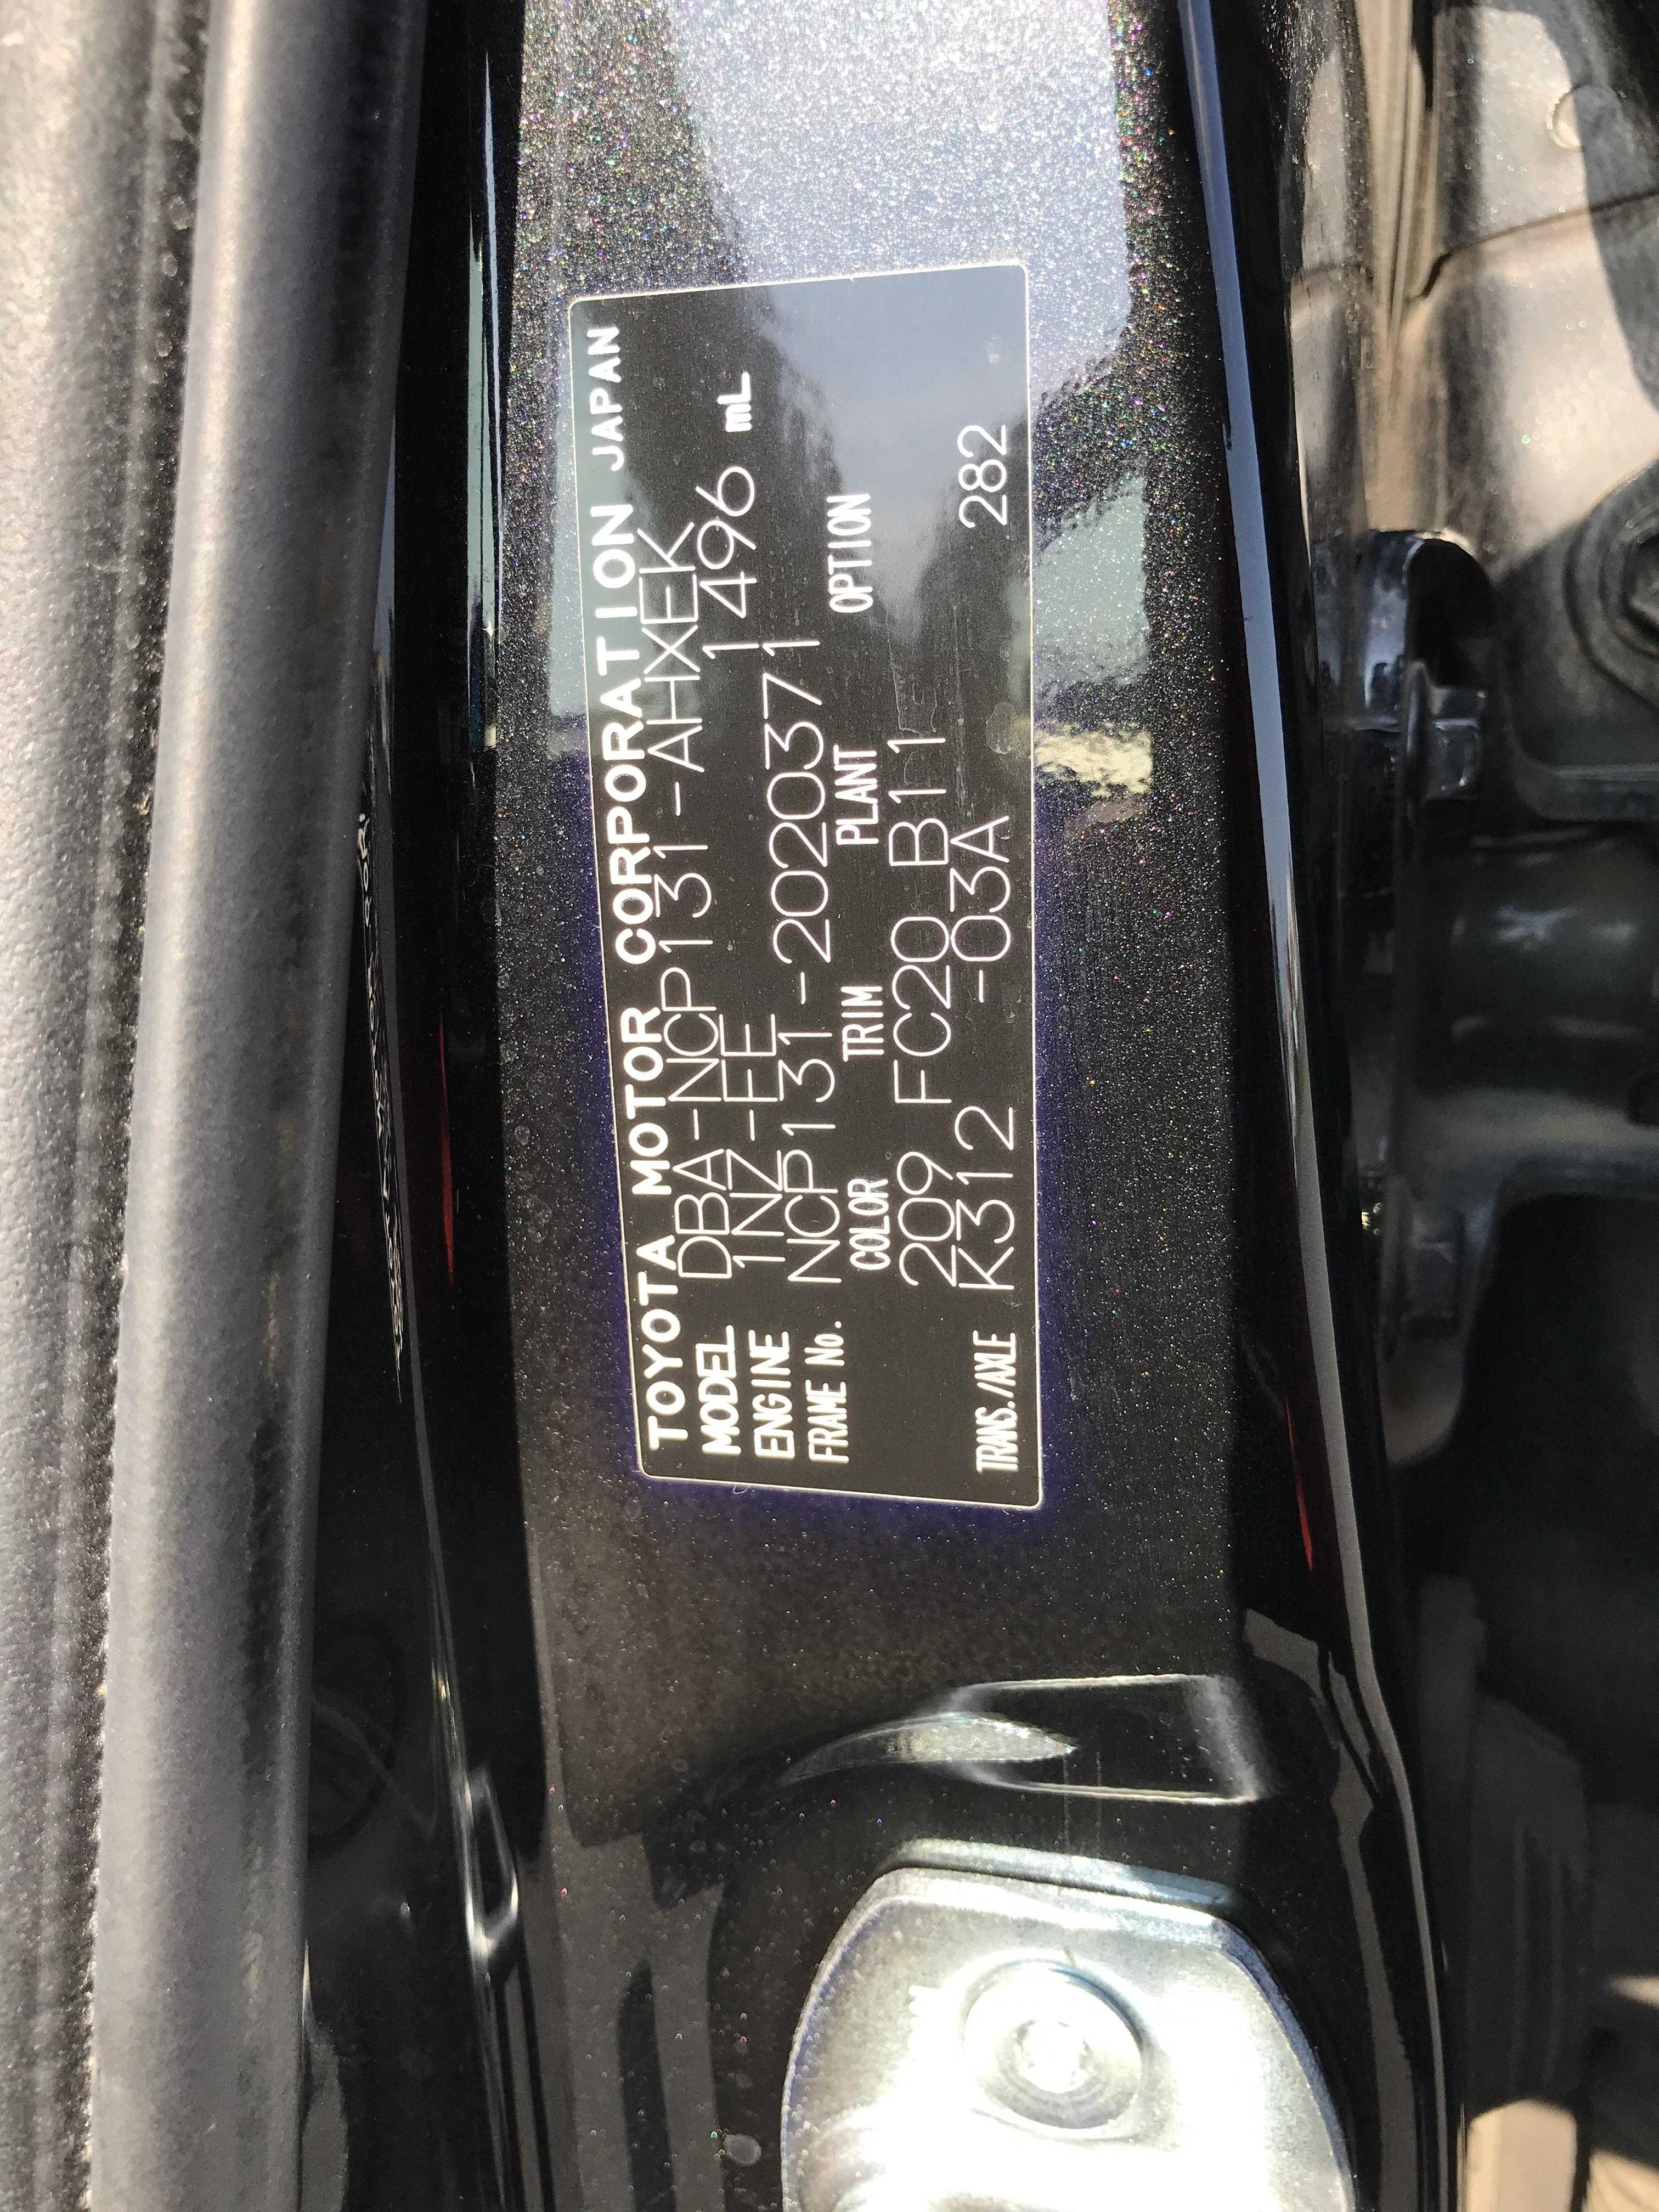 TOYOTA MOTOR CORPORATION JAPAN
MODEL DBA-NCP131-AHXEK
ENGINE 1NZ-FE 1496 mL
FRAME No. NCP131-2020371
COLOR TRIM PLANT OPTION
209 FC20 B11
TRANS./AXLE K312 -03A 282